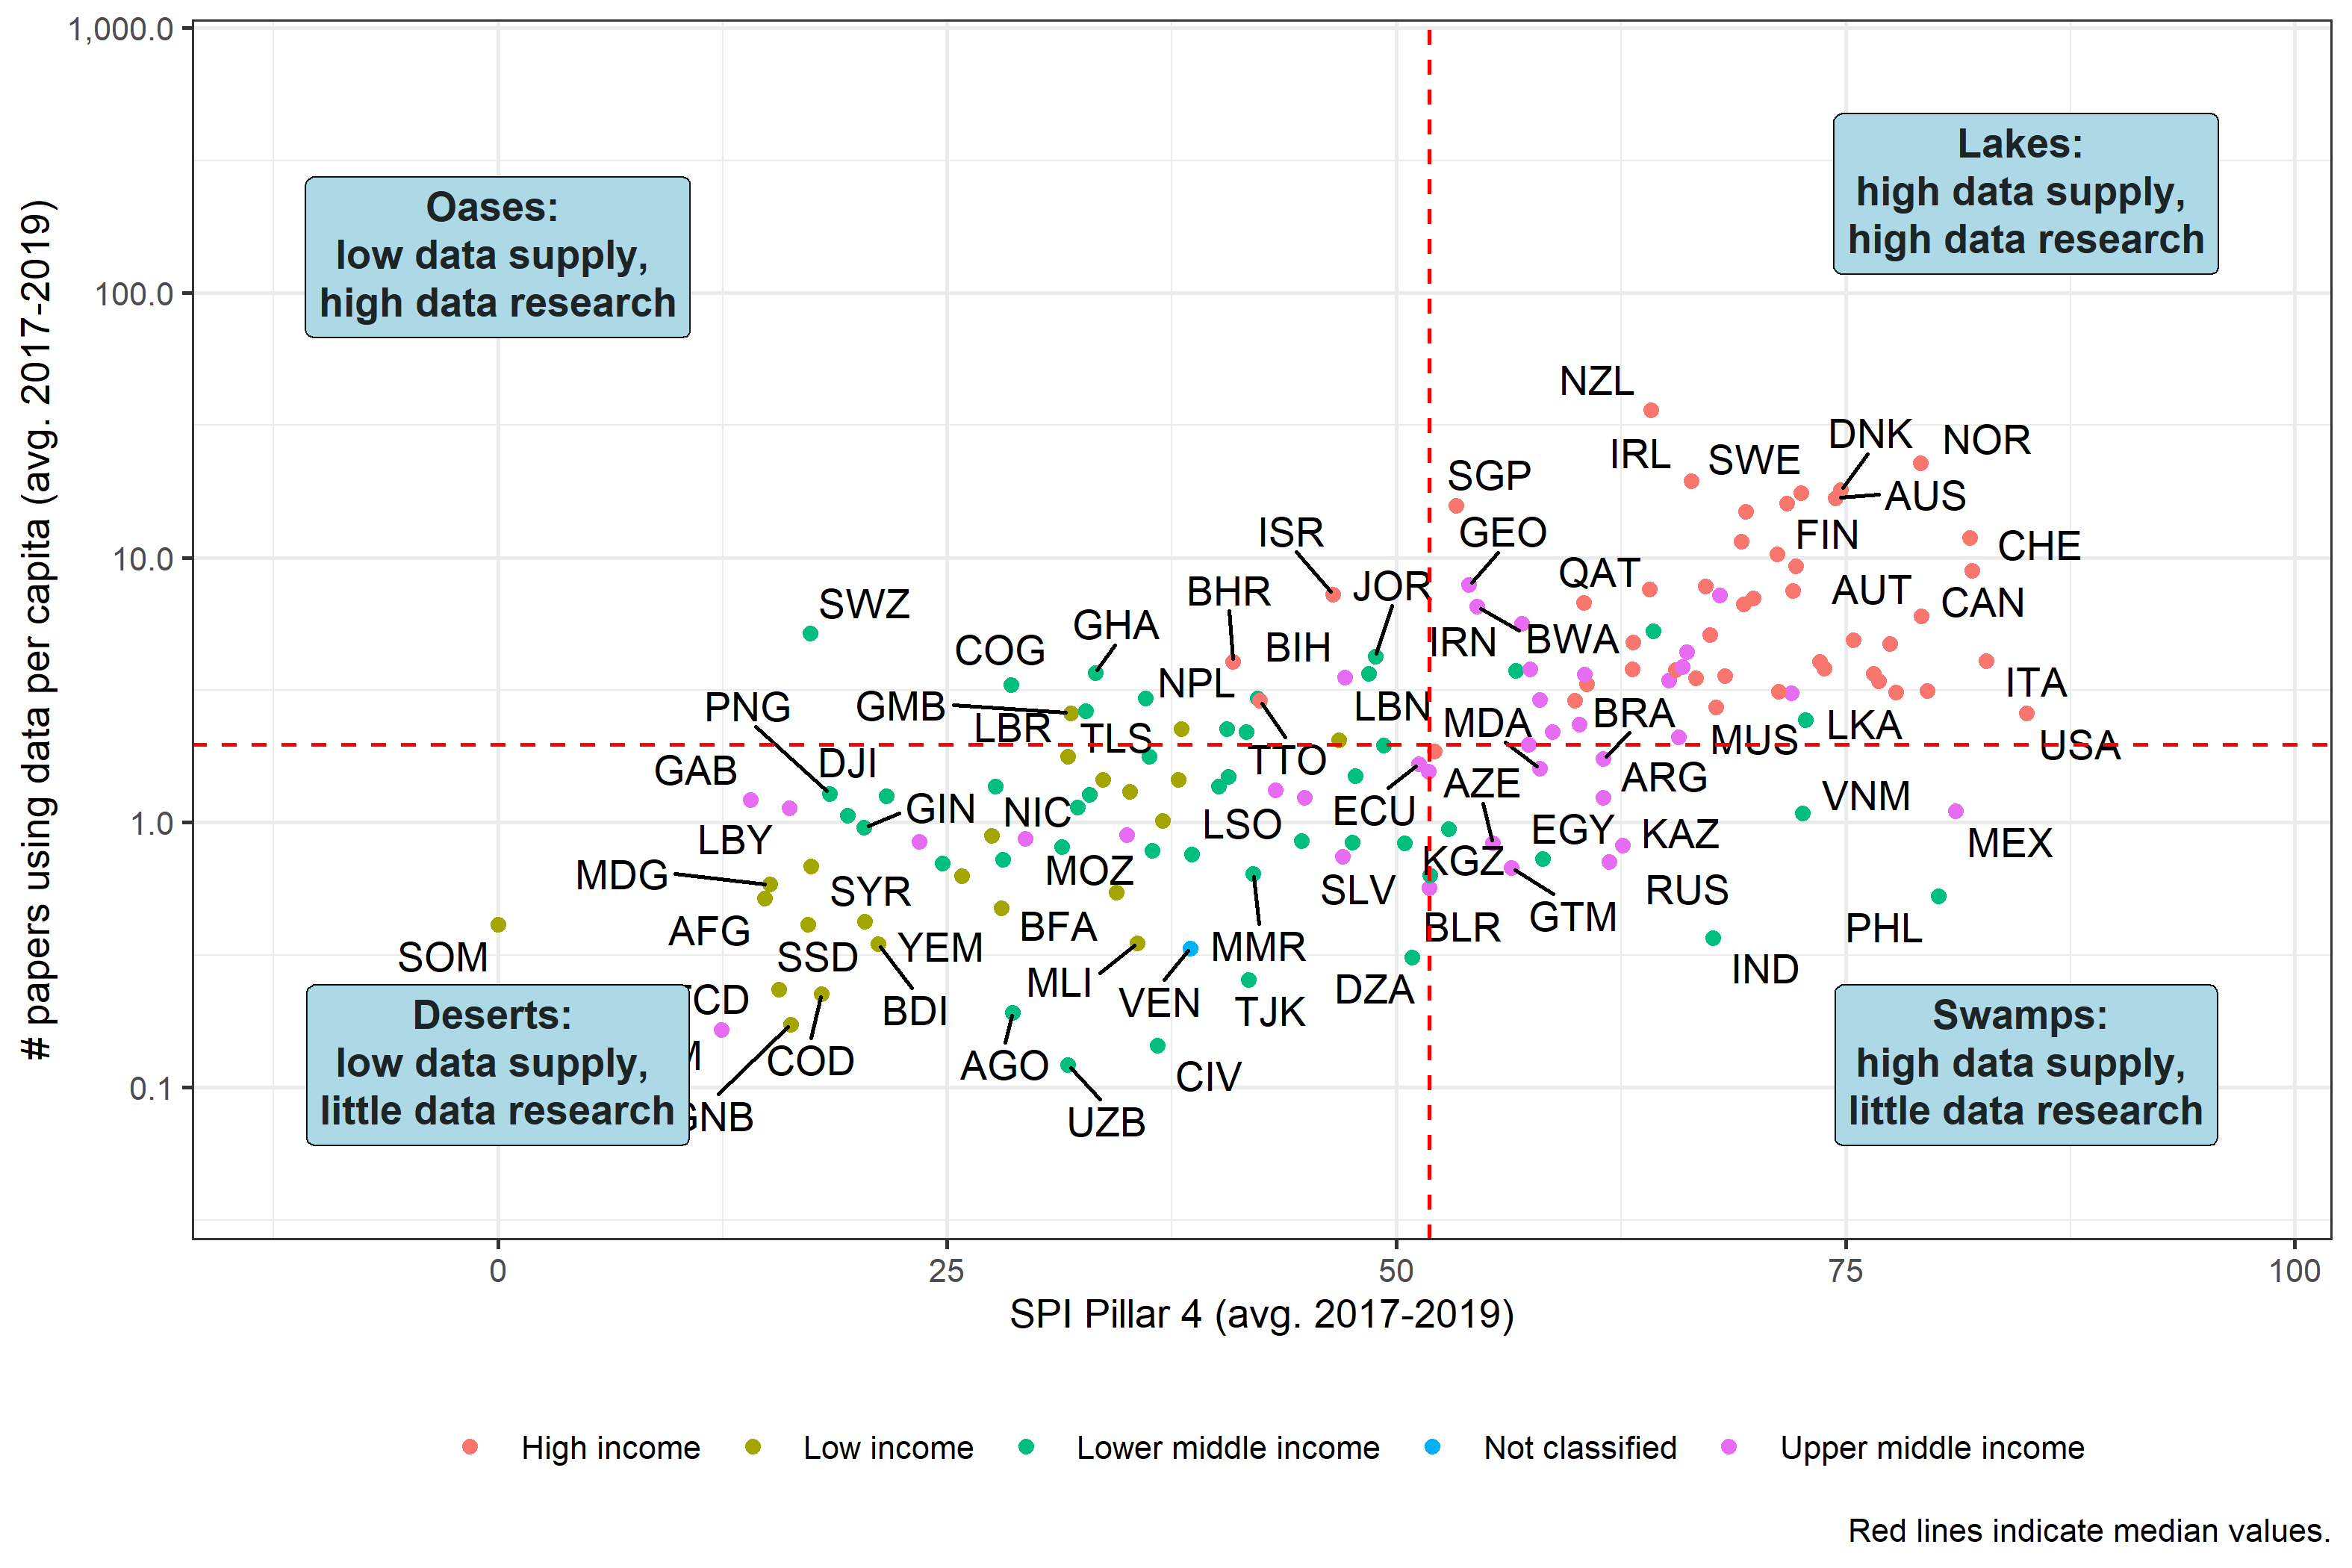 1,000.0
100.0
10.0
1.0
0.1
# papers using data per capita (avg. 2017-2019)
Oases:
low data supply,
high data research
Lakes:
high data supply,
high data research
NZL
IRL
SWE
DNK
NOR
SGP
AUS
ISR
GEO
FIN
CHE
SWZ
BHR
JOR
QAT
AUT
CAN
COG
GHA
BIH
IRN
BWA
PNG
GMB
NPL
LBN
ITA
LBR
TLS
MDA
BRA
MUS
LKA
USA
GAB
DJI
TTO
AZE
ARG
VNM
LBY
GIN
NIC
LSO
ECU
EGY
KAZ
MEX
MDG
SYR
MOZ
SLV
KGZ
RUS
SOM
AFG
SSD
YEM
BFA
MMR
BLR
GTM
PHL
CD
BDI
MLI
VEN
TJK
DZA
IND
M
GNB
COD
AGO
UZB
CIV
Deserts:
low data supply,
little data research
Swamps:
high data supply,
little data research
0
25
50
75
100
SPI Pillar 4 (avg. 2017-2019)
High income
Low income
Lower middle income
Not classified
Upper middle income
Red lines indicate median values.